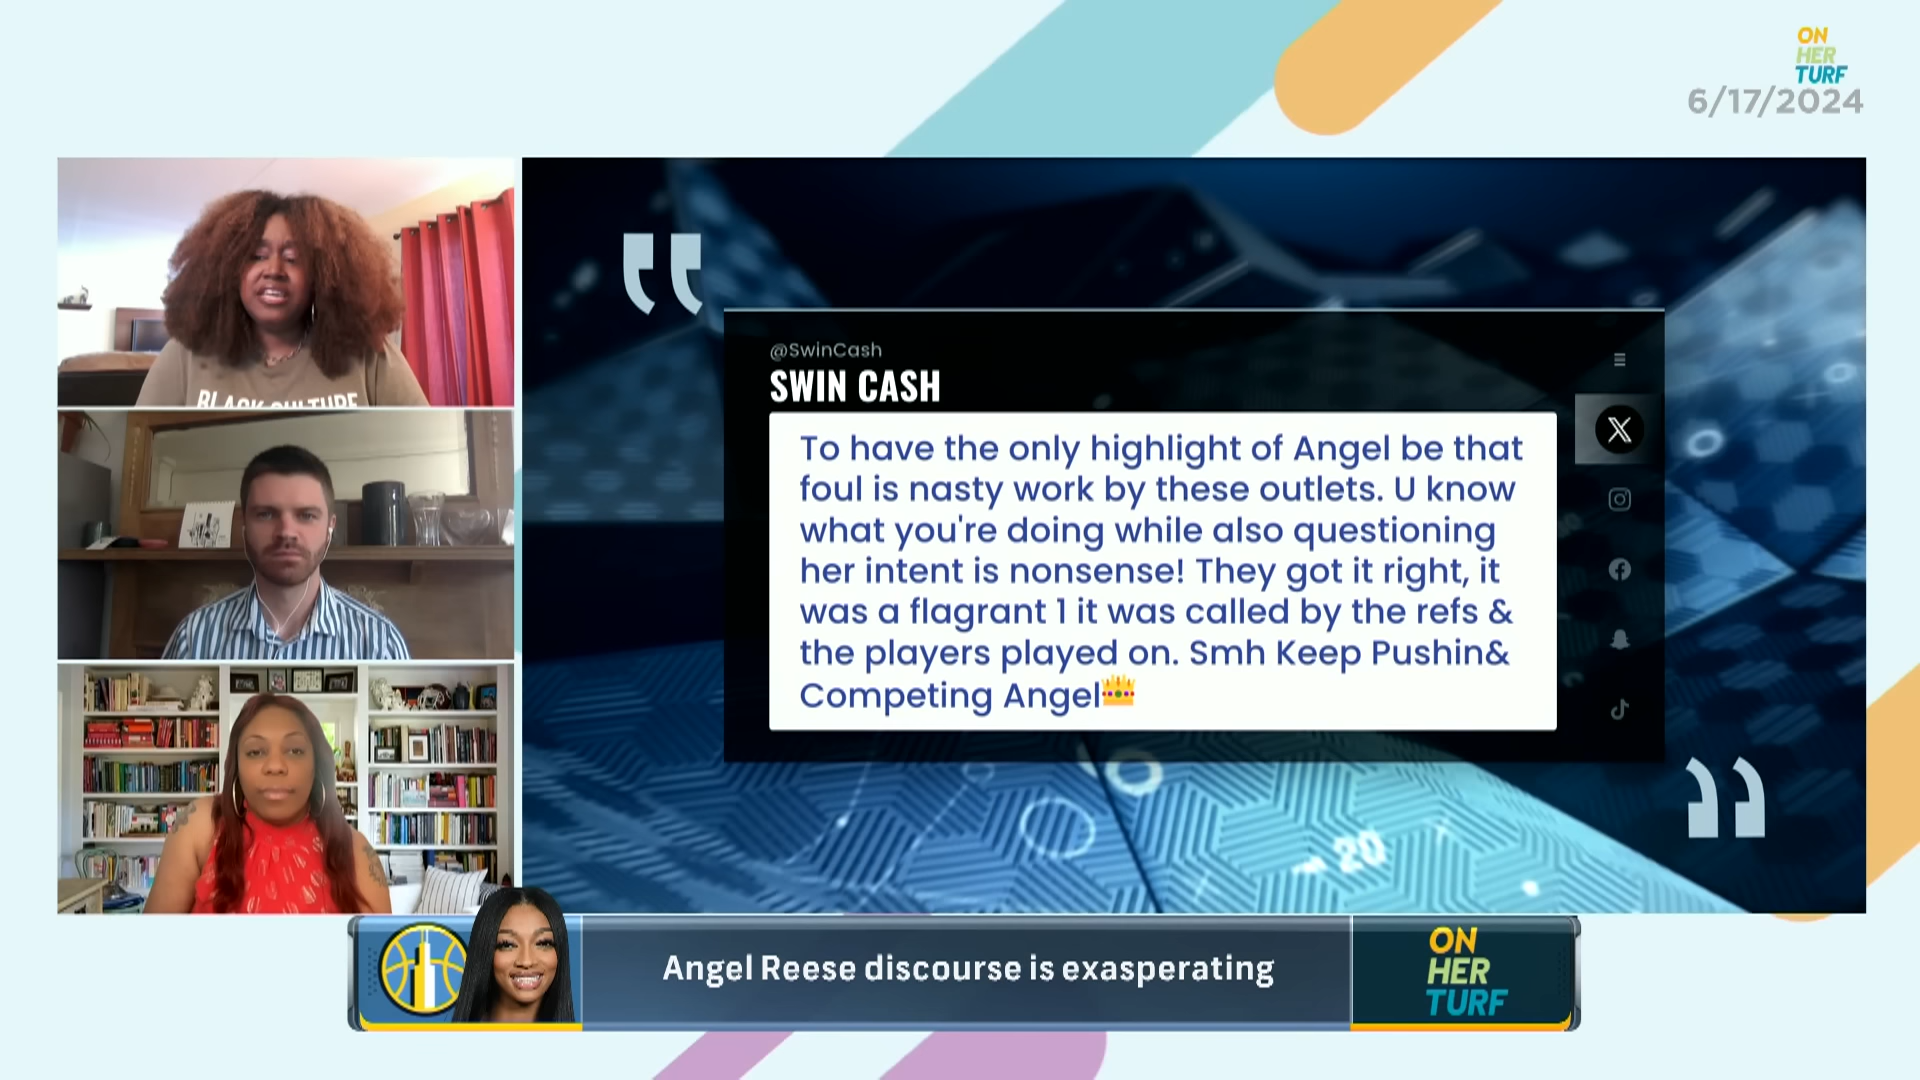 ON
HER
TURF
6/17/2024
BLACK CULTURE
@SwinCash
SWIN CASH
To have the only highlight of Angel be that
foul is nasty work by these outlets. U know
what you're doing while also questioning
her intent is nonsense! They got it right, it
was a flagrant 1 it was called by the refs &
the players played on. Smh Keep Pushin&
Competing Angel👑
20
Angel Reese discourse is exasperating
ON
HER
TURF